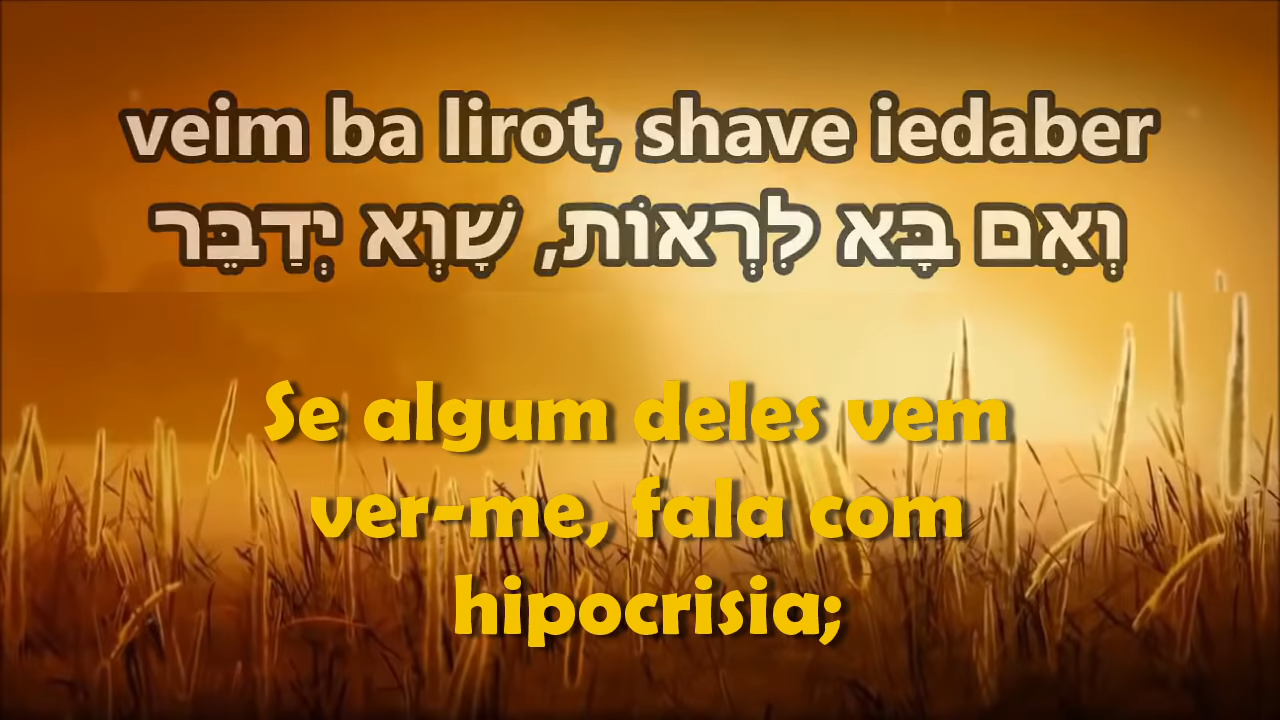 veim ba lirot, shave iedaber
וְאִם בָּא לִרְאוֹת, שָׁוְא יְדַבֵּר
Se algum deles vem
ver-me, fala com
hipocrisia;